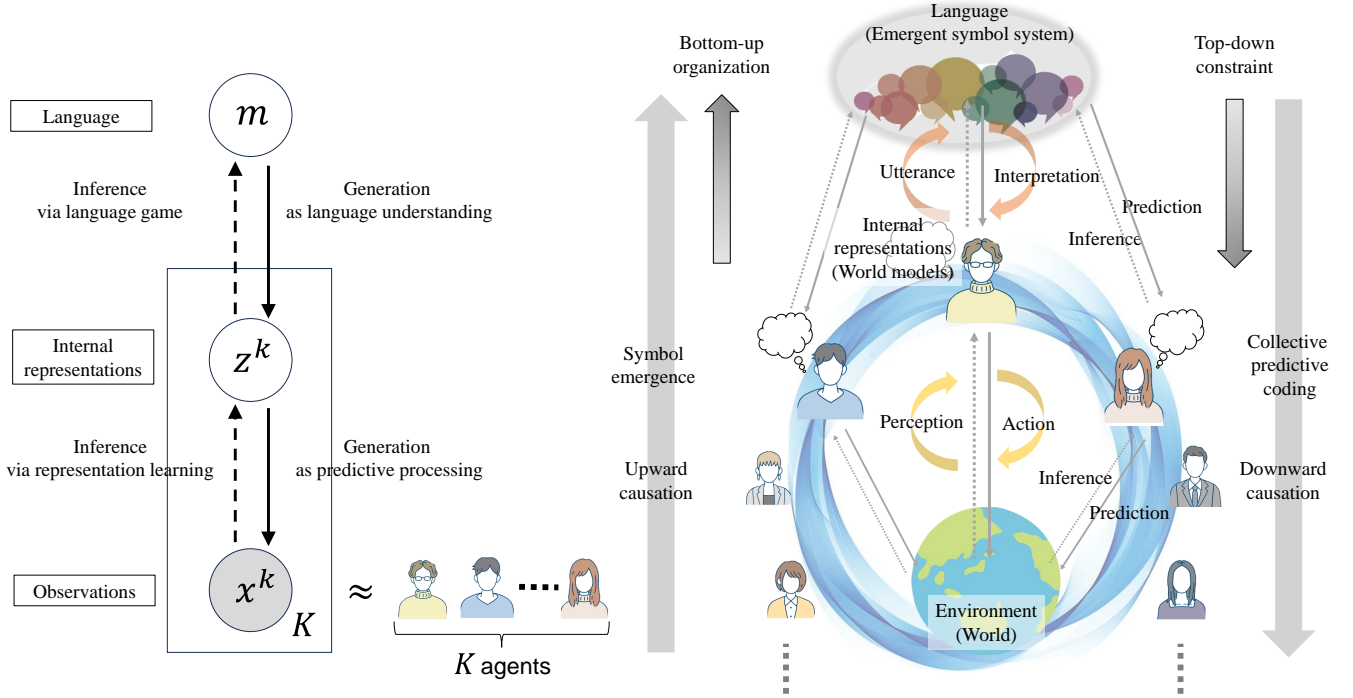 Language
m
Inference
via language game
Generation
as language understanding
Internal
representations
z^k
Inference
via representation learning
Generation
as predictive processing
Observations
x^k
K
≈
K agents
Language
(Emergent symbol system)
Bottom-up
organization
Top-down
constraint
Utterance
Interpretation
Prediction
Inference
Internal
representations
(World models)
Symbol
emergence
Collective
predictive
coding
Perception
Action
Upward
causation
Inference
Prediction
Downward
causation
Environment
(World)